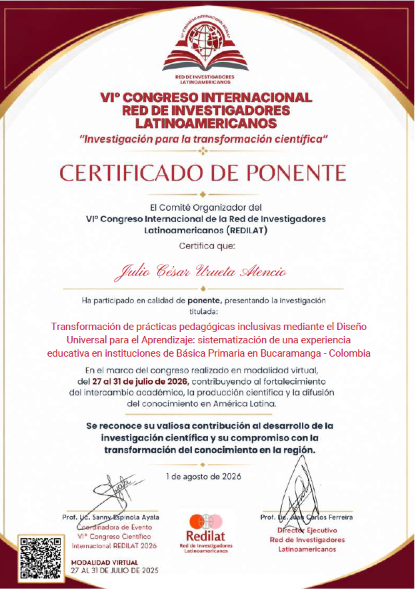 RED DE INVESTIGADORES
LATINOAMERICANOS
VIº CONGRESO INTERNACIONAL
RED DE INVESTIGADORES
LATINOAMERICANOS
"Investigación para la transformación científica"
CERTIFICADO DE PONENTE
El Comité Organizador del
VIº Congreso Internacional de la Red de Investigadores
Latinoamericanos (REDILAT)
Certifica que:
Julio César Uruela Atencio
Ha participado en calidad de ponente, presentando la investigación
titulada:
Transformación de prácticas pedagógicas inclusivas mediante el Diseño
Universal para el Aprendizaje: sistematización de una experiencia
educativa en instituciones de Básica Primaria en Bucaramanga - Colombia
En el marco del congreso realizado en modalidad virtual,
del 27 al 31 de julio de 2026, contribuyendo al fortalecimiento
del intercambio académico, la producción científica y la difusión
del conocimiento en América Latina.
Se reconoce su valiosa contribución al desarrollo de la
investigación científica y su compromiso con la
transformación del conocimiento en la región.
1 de agosto de 2026
Prof. Lic. Sanny Espinola Ayala
Coordinadora de Evento
VIº Congreso Científico
Internacional REDILAT 2026
Redilat
Red de Investigadores
Latinoamericanos
Prof. Lic. Carlos Ferreira
Director Ejecutivo
Red de Investigadores
Latinoamericanos
MODALIDAD VIRTUAL
27 AL 31 DE JULIO DE 2025